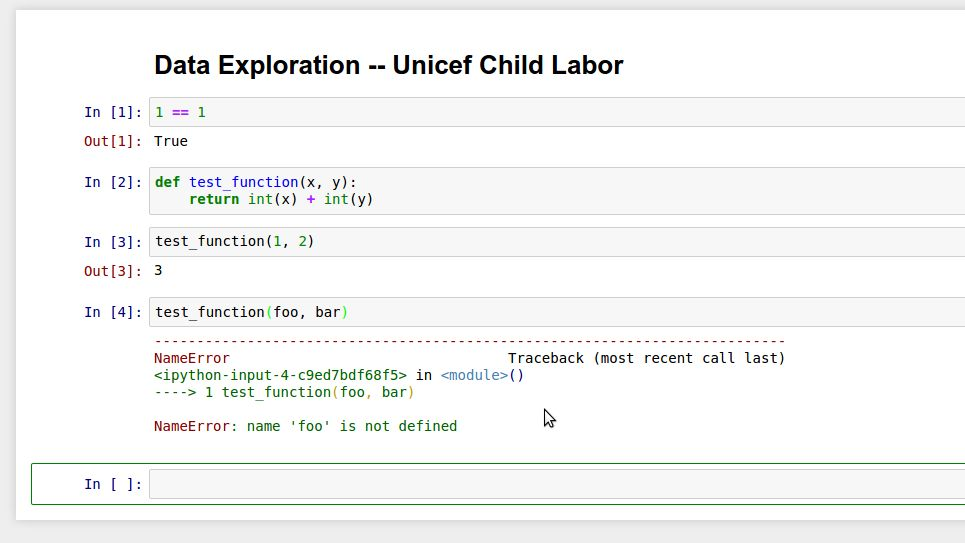 Data Exploration -- Unicef Child Labor
In [1]: 1 == 1
Out[1]: True
In [2]: def test_function(x, y):
    return int(x) + int(y)
In [3]: test_function(1, 2)
Out[3]: 3
In [4]: test_function(foo, bar)
---------------------------------------------------------------------------
NameError                                 Traceback (most recent call last)
<ipython-input-4-c9ed7bdf68f5> in <module>()
----> 1 test_function(foo, bar)
NameError: name 'foo' is not defined
In [ ]: